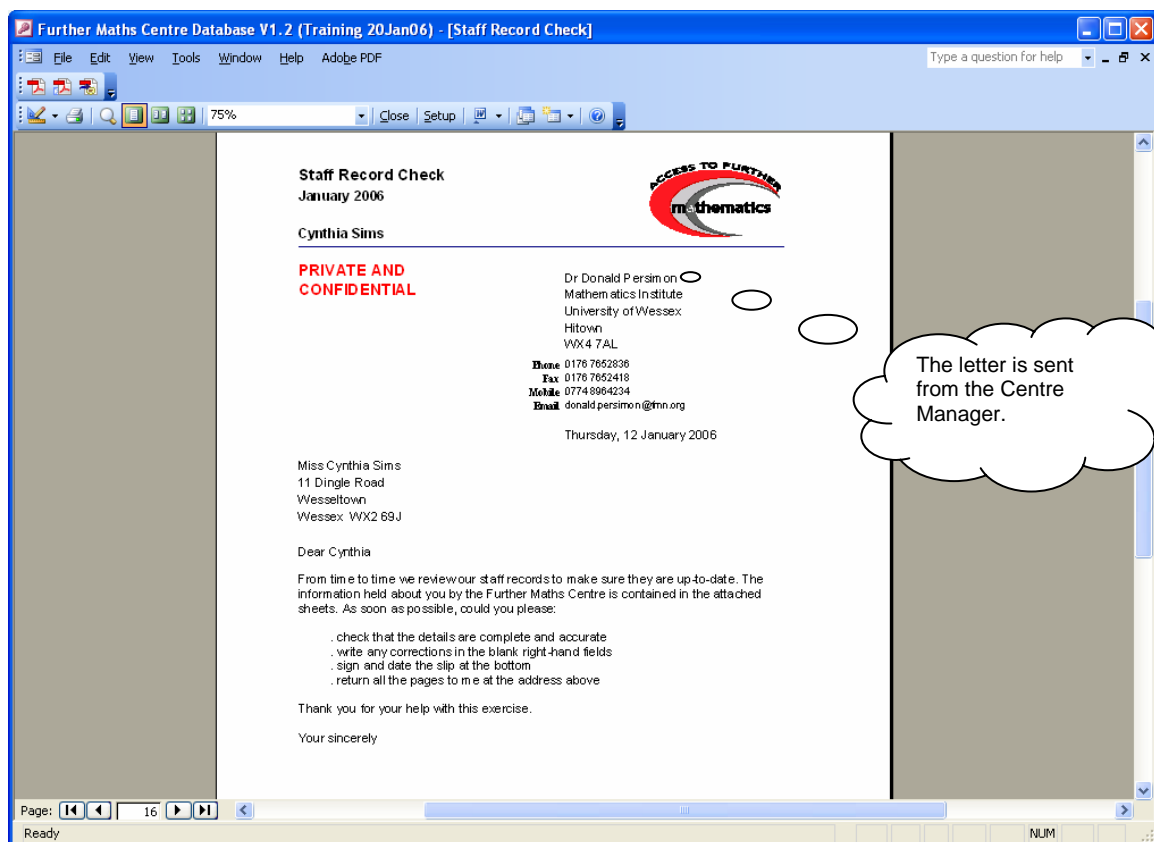 Further Maths Centre Database V1.2 (Training 20Jan06) - [Staff Record Check]
File Edit View Tools Window Help Adobe PDF Type a question for help
75% Close Setup
Staff Record Check
January 2006
ACCESS TO FURTHER
mathematics
Cynthia Sims
PRIVATE AND
CONFIDENTIAL
Dr Donald Persimon
Mathematics Institute
University of Wessex
Hitown
WX4 7AL
Phone 0176 7652836
Fax 0176 7652418
Mobile 0774 8964234
Email donald.persimon@fmn.org
Thursday, 12 January 2006
The letter is sent
from the Centre
Manager.
Miss Cynthia Sims
11 Dingle Road
Wesseltown
Wessex WX2 69J
Dear Cynthia
From time to time we review our staff records to make sure they are up-to-date. The
information held about you by the Further Maths Centre is contained in the attached
sheets. As soon as possible, could you please:
. check that the details are complete and accurate
. write any corrections in the blank right-hand fields
. sign and date the slip at the bottom
. return all the pages to me at the address above
Thank you for your help with this exercise.
Your sincerely
Page: 16
Ready NUM